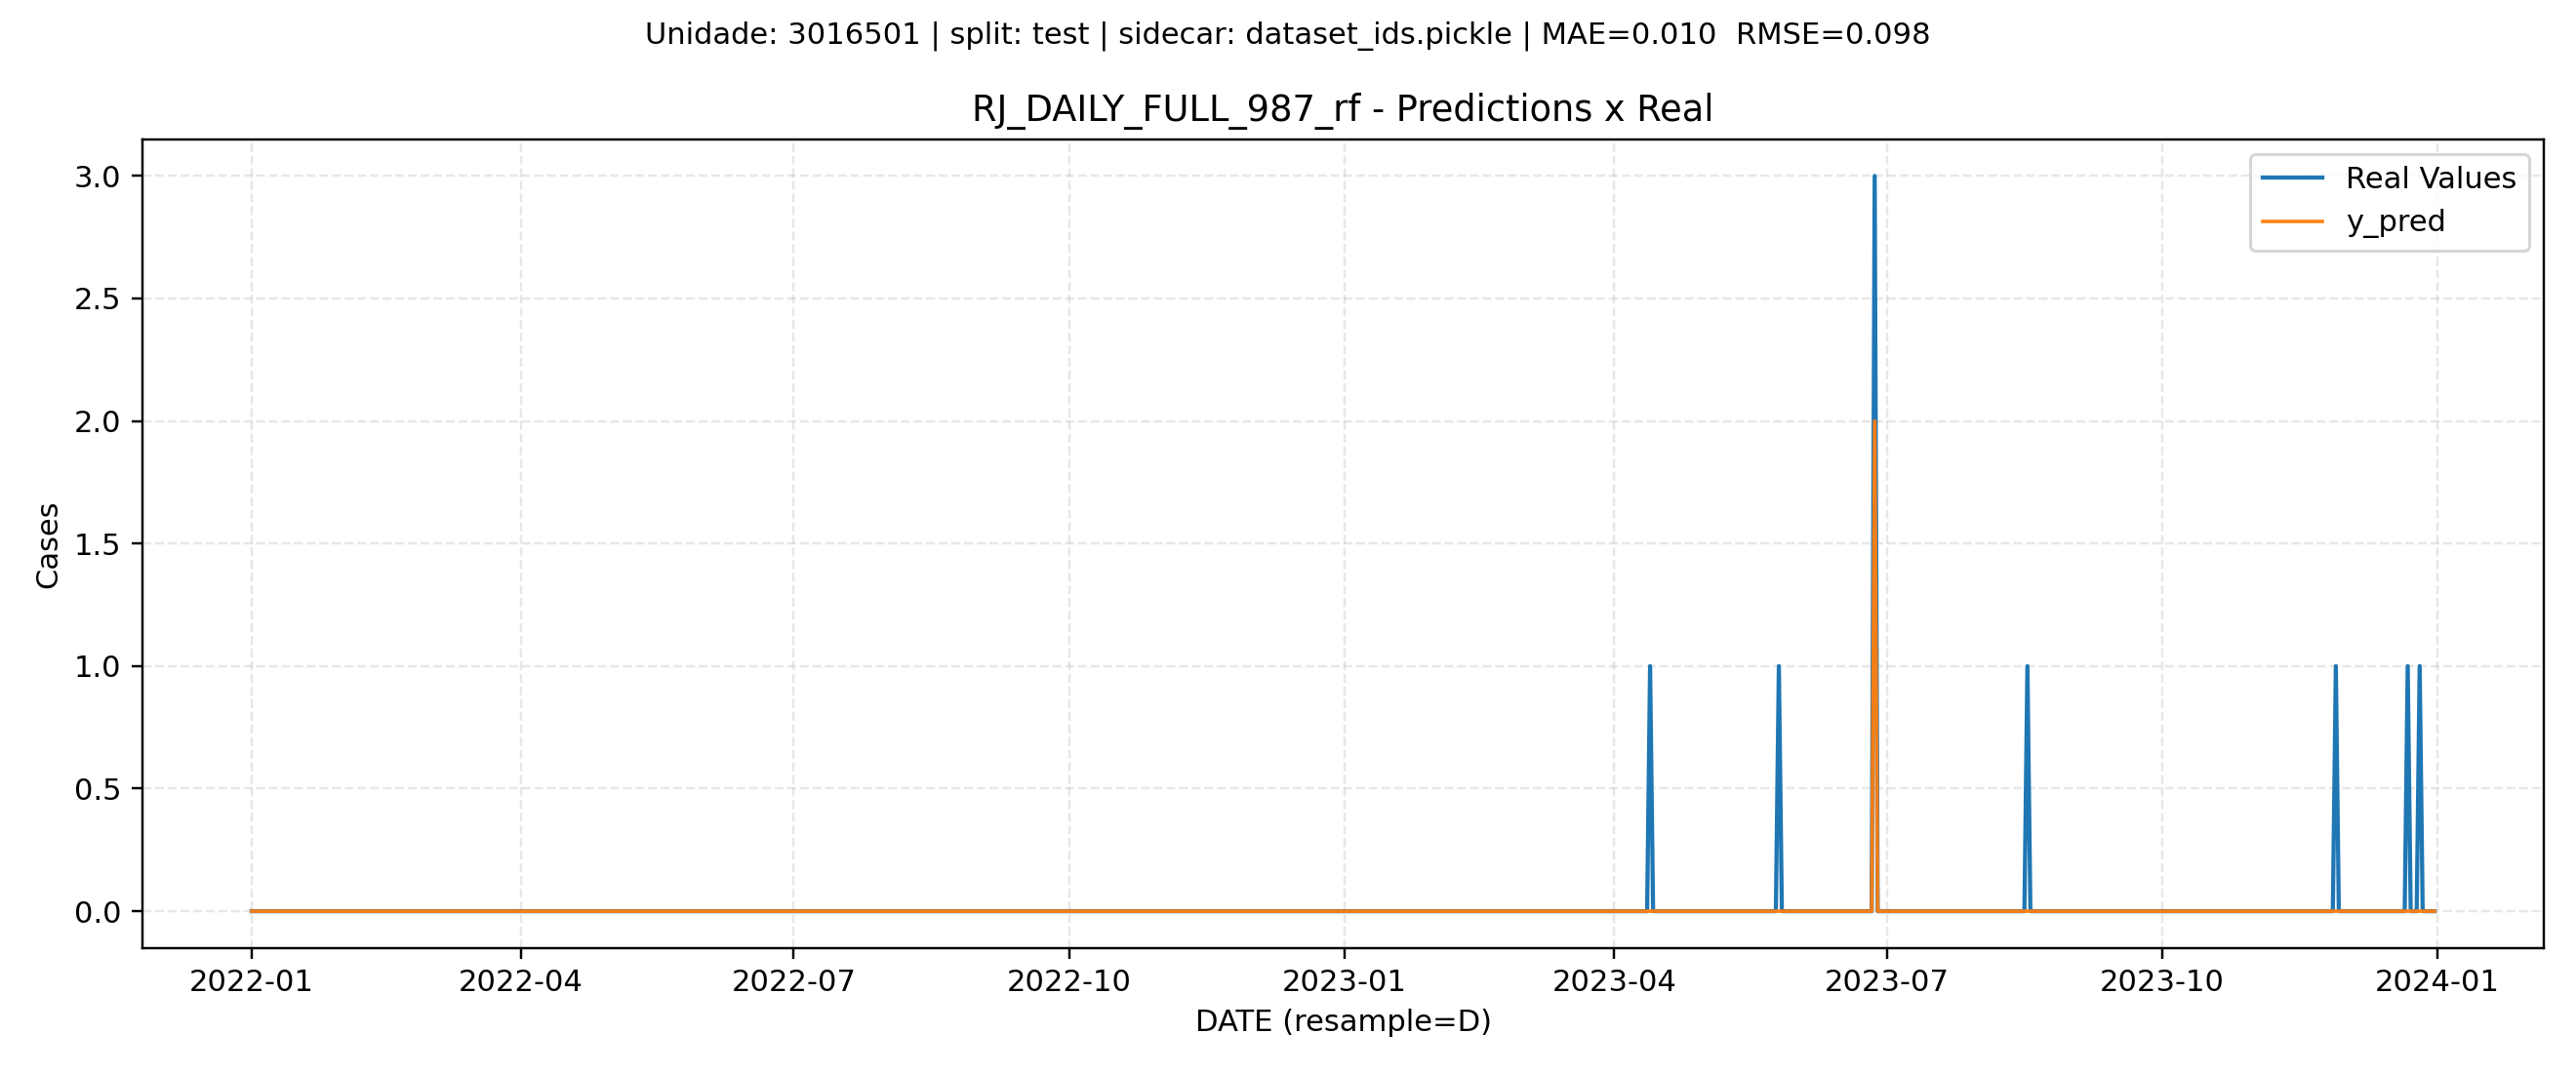 Unidade: 3016501 | split: test | sidecar: dataset_ids.pickle | MAE=0.010  RMSE=0.098
RJ_DAILY_FULL_987_rf - Predictions x Real
Real Values
y_pred
Cases
3.0
2.5
2.0
1.5
1.0
0.5
0.0
2022-01 2022-04 2022-07 2022-10 2023-01 2023-04 2023-07 2023-10 2024-01
DATE (resample=D)